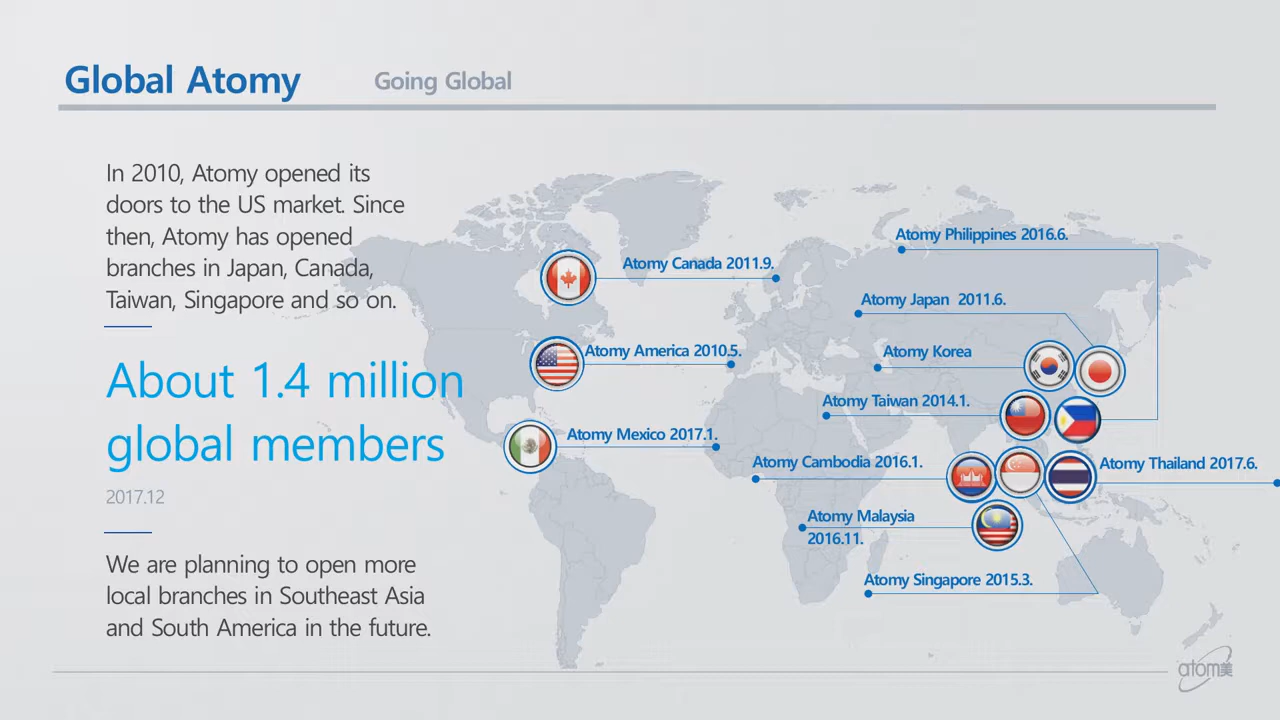 Global Atomy
Going Global
In 2010, Atomy opened its
doors to the US market. Since
then, Atomy has opened
branches in Japan, Canada,
Taiwan, Singapore and so on.
About 1.4 million
global members
2017.12
We are planning to open more
local branches in Southeast Asia
and South America in the future.
Atomy Philippines 2016.6.
Atomy Canada 2011.9.
Atomy Japan  2011.6.
Atomy America 2010.5.
Atomy Korea
Atomy Taiwan 2014.1.
Atomy Mexico 2017.1.
Atomy Cambodia 2016.1.
Atomy Thailand 2017.6.
Atomy Malaysia
2016.11.
Atomy Singapore 2015.3.
atom美